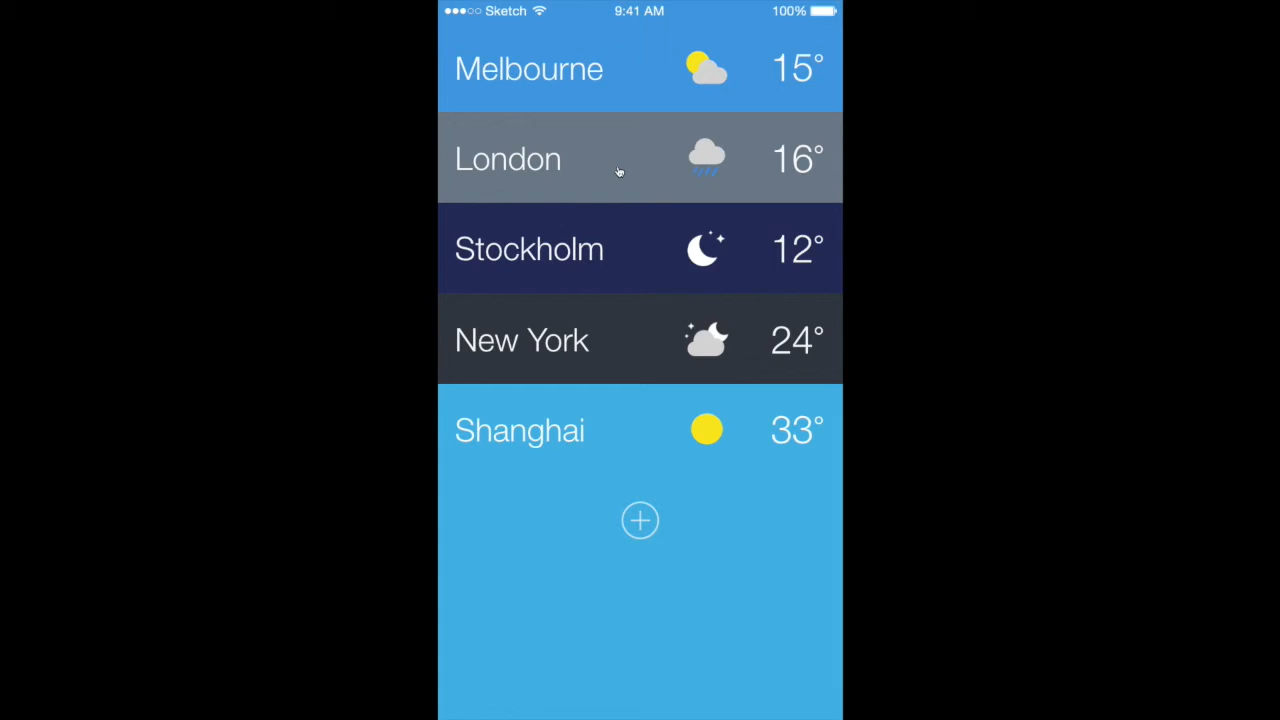 Sketch 9:41 AM 100%
Melbourne 15°
London 16°
Stockholm 12°
New York 24°
Shanghai 33°